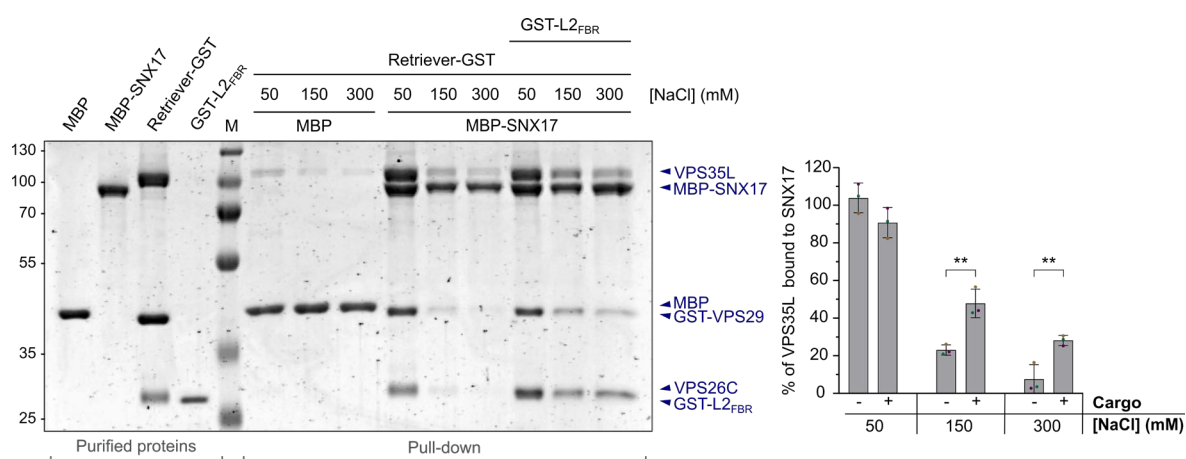 GST-L2FBR
Retriever-GST
MBP
MBP-SNX17
Retriever-GST
GST-L2FBR
M
50 150 300 50 150 300 50 150 300 [NaCl] (mM)
MBP MBP-SNX17
130
100
70
55
35
25
VPS35L
MBP-SNX17
MBP
GST-VPS29
VPS26C
GST-L2FBR
Purified proteins
Pull-down
% of VPS35L bound to SNX17
120
100
80
60
40
20
0
** **
- + - + - + Cargo
50 150 300 [NaCl] (mM)